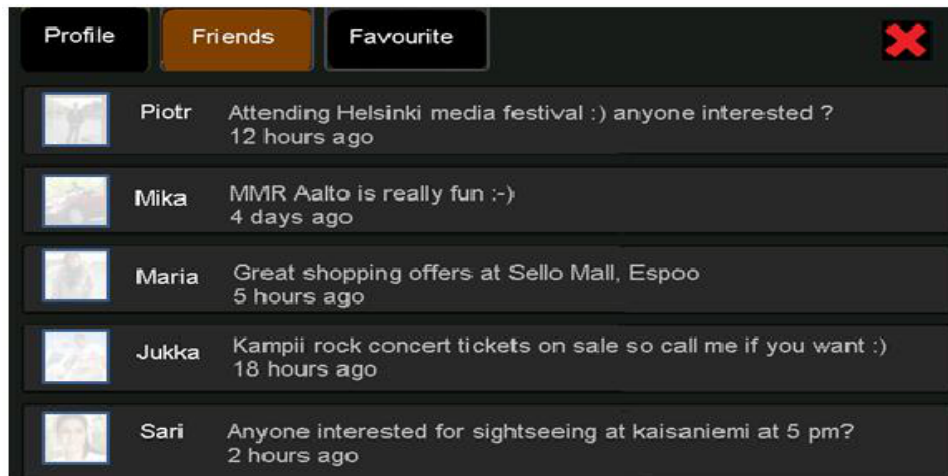 Profile Friends Favourite
Piotr Attending Helsinki media festival :) anyone interested ?
12 hours ago
Mika MMR Aalto is really fun :-)
4 days ago
Maria Great shopping offers at Sello Mall, Espoo
5 hours ago
Jukka Kampii rock concert tickets on sale so call me if you want :)
18 hours ago
Sari Anyone interested for sightseeing at kaisaniemi at 5 pm?
2 hours ago